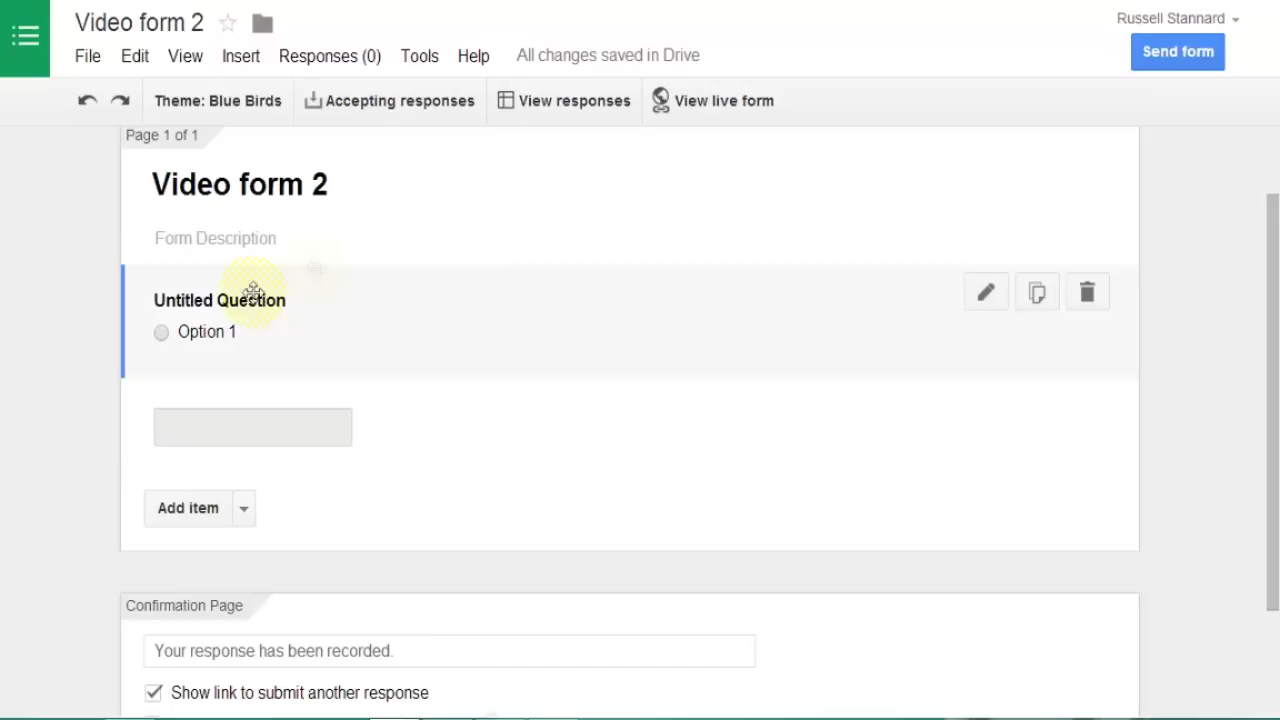 Video form 2
Russell Stannard
File Edit View Insert Responses (0) Tools Help All changes saved in Drive
Send form
Theme: Blue Birds Accepting responses View responses View live form
Page 1 of 1
Video form 2
Form Description
Untitled Question
Option 1
Add item
Confirmation Page
Your response has been recorded.
Show link to submit another response